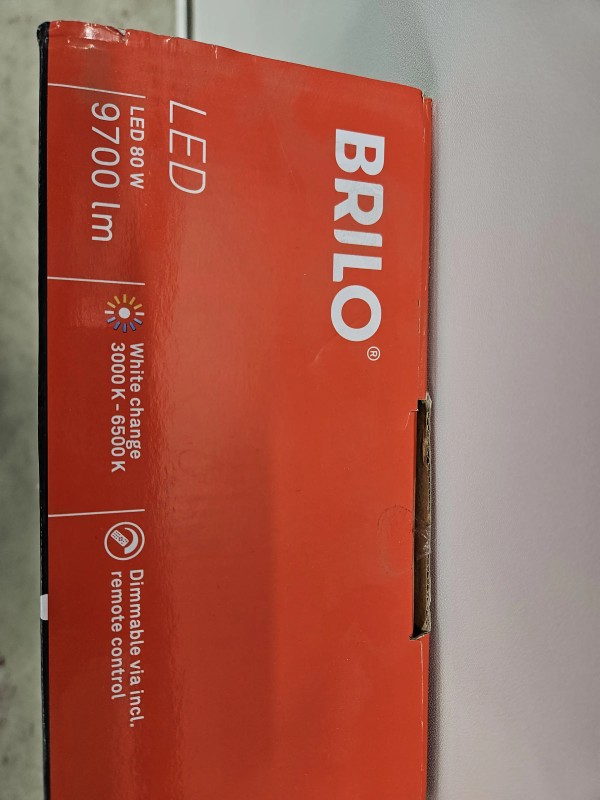 BRILO®
LED
LED 80 W
9700 lm
White change
3000 K - 6500 K
Dimmable via incl.
remote control